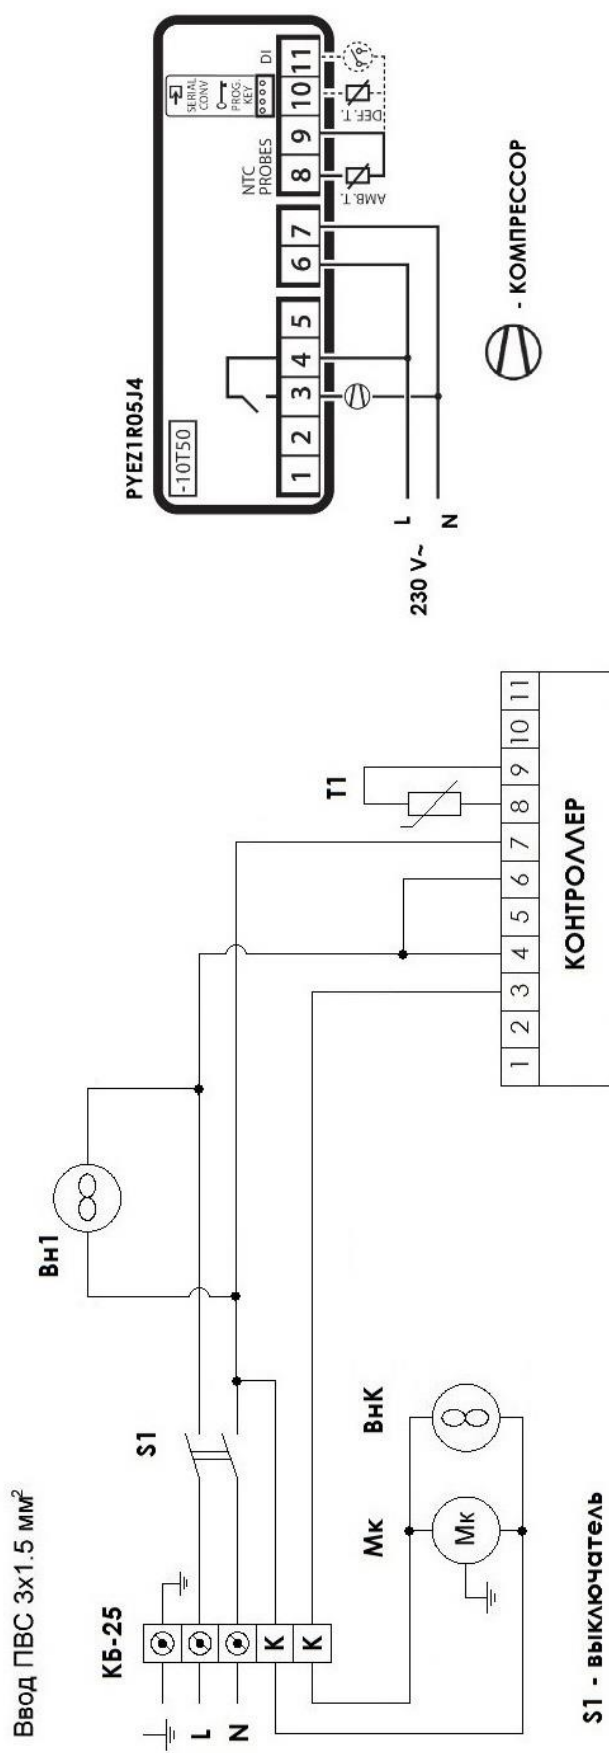 Ввод ПВС 3х1.5 мм²
КБ-25
L
N
К
К
S1
Вн1
Мк
Мк
ВнК
S1 - выключатель
Т1
1 2 3 4 5 6 7 8 9 10 11
КОНТРОЛЛЕР
PYEZ1R05J4
-10T50
SERIAL CONV
PROG. KEY
NTC PROBES
DI
1 2 3 4 5 6 7 8 9 10 11
AMB.T.
DEF.T.
L
N
230 V~
- КОМПРЕССОР